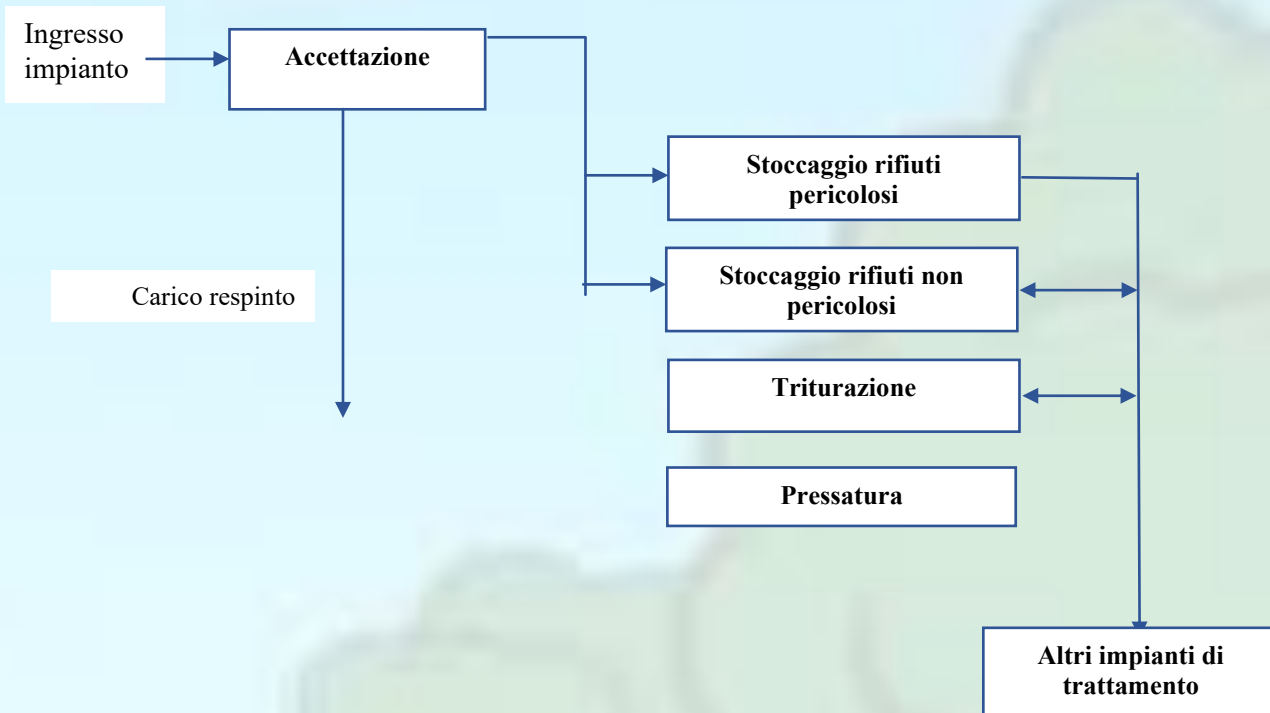 Ingresso
impianto
Accettazione
Stoccaggio rifiuti
pericolosi
Stoccaggio rifiuti non
pericolosi
Carico respinto
Triturazione
Pressatura
Altri impianti di
trattamento